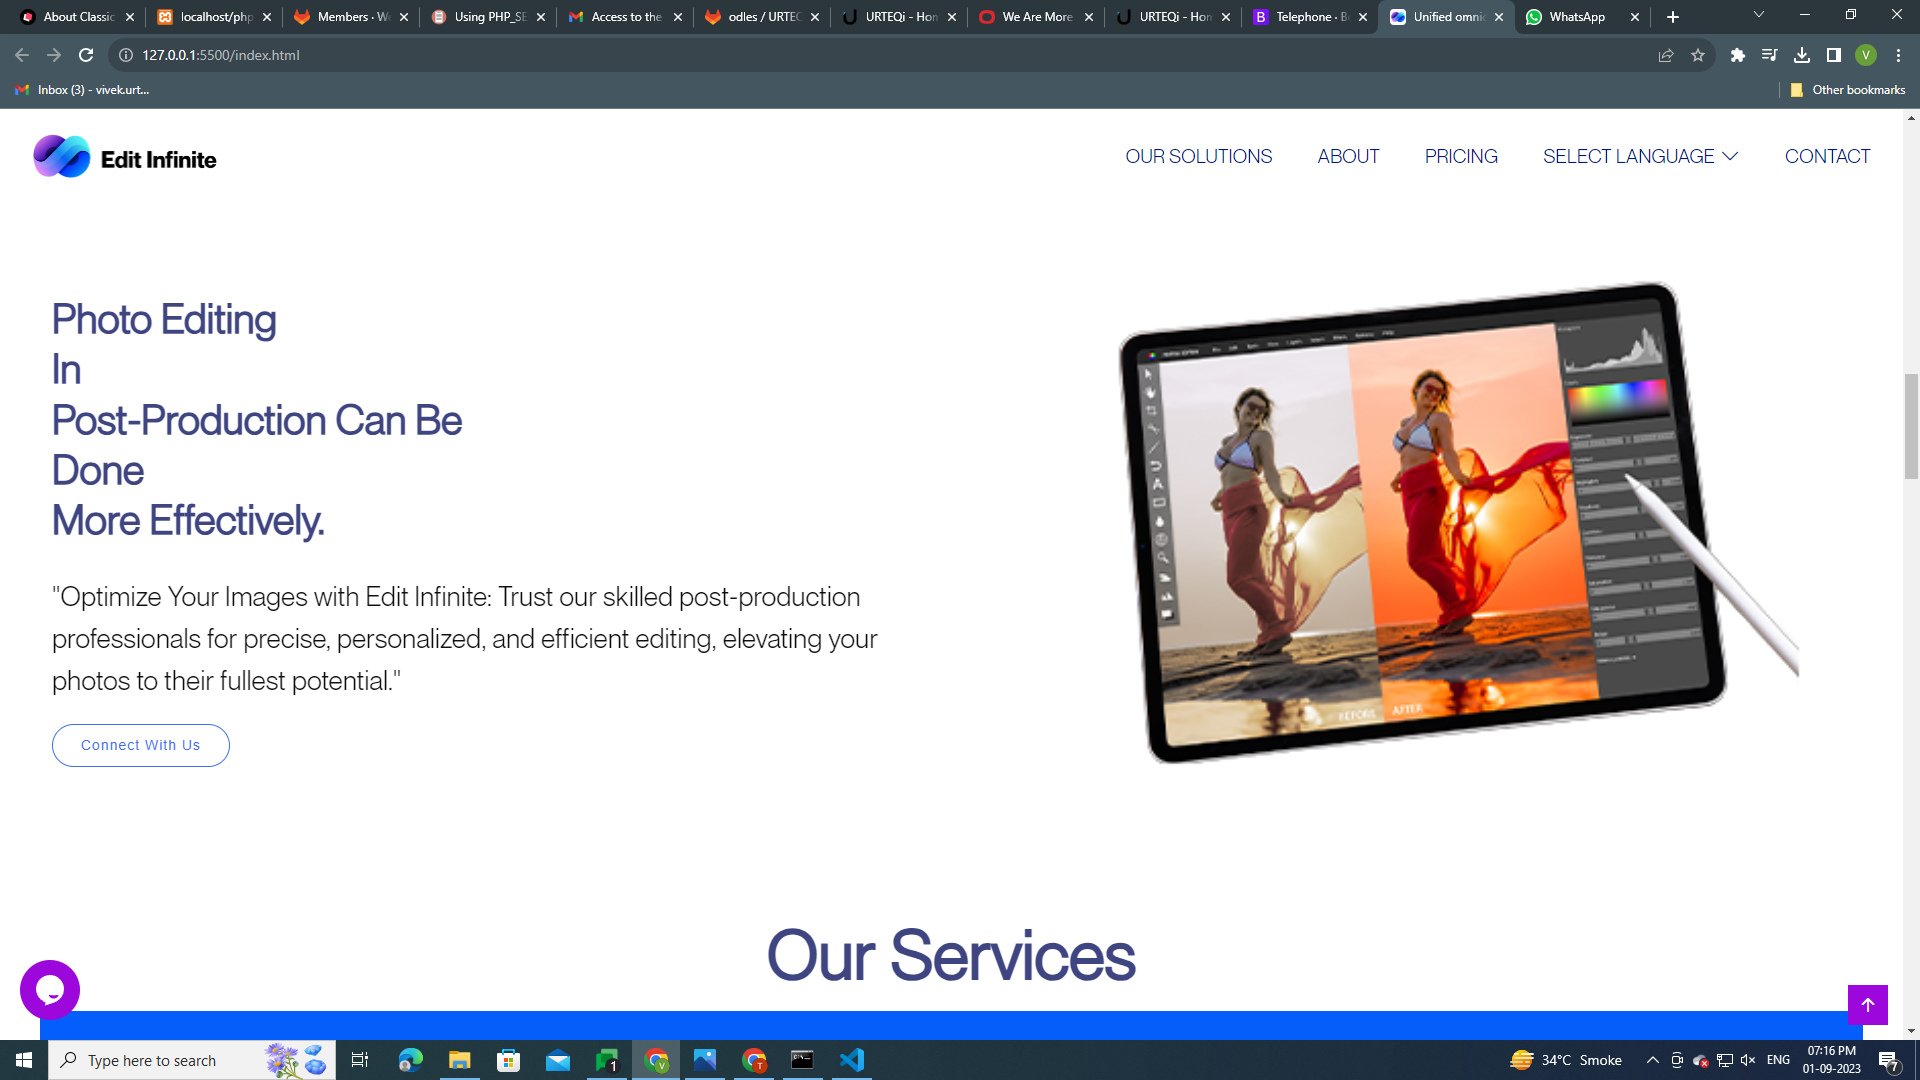 About Classic
localhost/php
Members · W
Using PHP_SE
Access to the
odles / URTEC
URTEQi - Hom
We Are More
URTEQi - Hom
Telephone · B
Unified omni
WhatsApp
127.0.0.1:5500/index.html
V
Inbox (3) - vivek.urt...
Other bookmarks
Edit Infinite
OUR SOLUTIONS
ABOUT
PRICING
SELECT LANGUAGE
CONTACT
Photo Editing
In
Post-Production Can Be
Done
More Effectively.
"Optimize Your Images with Edit Infinite: Trust our skilled post-production
professionals for precise, personalized, and efficient editing, elevating your
photos to their fullest potential."
Connect With Us
BEFORE
AFTER
Our Services
Type here to search
1
34°C Smoke
ENG
07:16 PM
01-09-2023
7